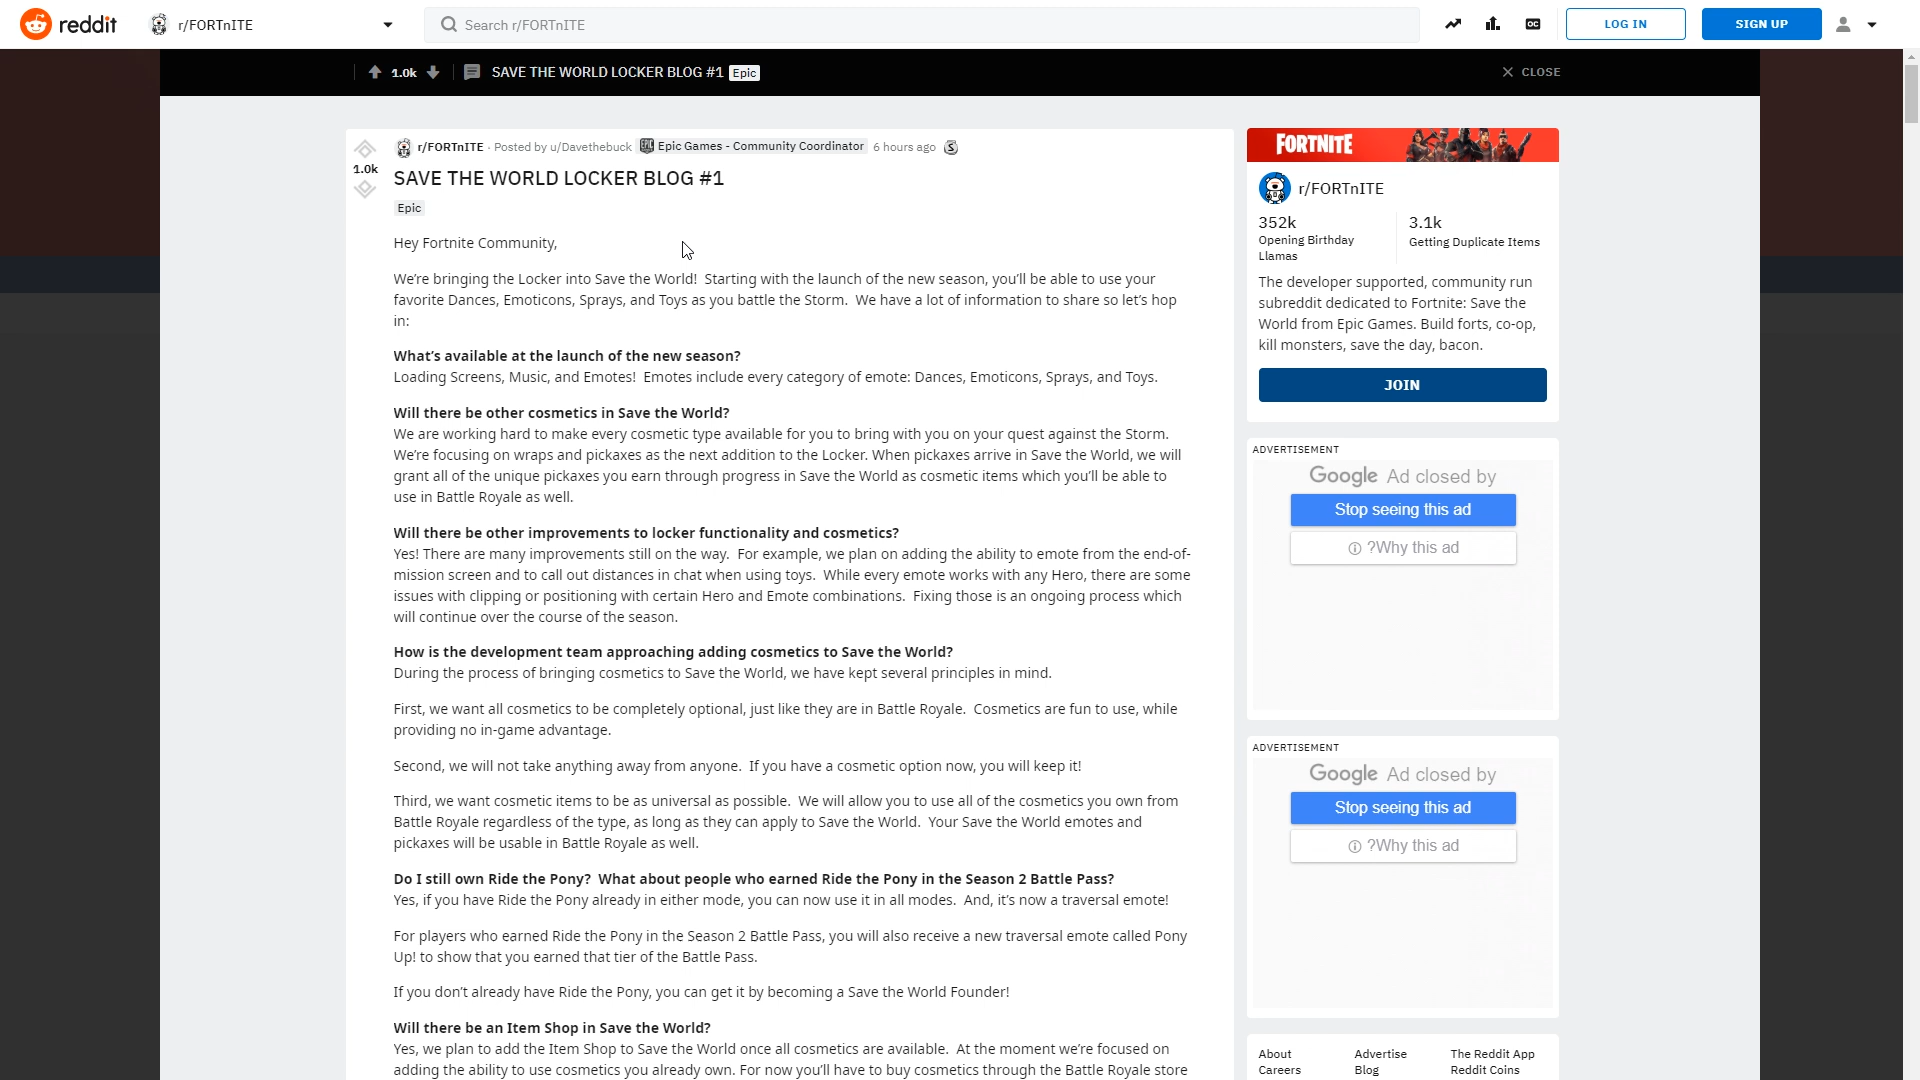 reddit
r/FORTnITE
Search r/FORTnITE
LOG IN
SIGN UP
1.0k
SAVE THE WORLD LOCKER BLOG #1 Epic
CLOSE
r/FORTnITE · Posted by u/Davethebuck Epic Games - Community Coordinator 6 hours ago
1.0k
SAVE THE WORLD LOCKER BLOG #1
Epic
Hey Fortnite Community,
We're bringing the Locker into Save the World! Starting with the launch of the new season, you'll be able to use your
favorite Dances, Emoticons, Sprays, and Toys as you battle the Storm. We have a lot of information to share so let's hop
in:
What's available at the launch of the new season?
Loading Screens, Music, and Emotes! Emotes include every category of emote: Dances, Emoticons, Sprays, and Toys.
Will there be other cosmetics in Save the World?
We are working hard to make every cosmetic type available for you to bring with you on your quest against the Storm.
We're focusing on wraps and pickaxes as the next addition to the Locker. When pickaxes arrive in Save the World, we will
grant all of the unique pickaxes you earn through progress in Save the World as cosmetic items which you'll be able to
use in Battle Royale as well.
Will there be other improvements to locker functionality and cosmetics?
Yes! There are many improvements still on the way. For example, we plan on adding the ability to emote from the end-of-
mission screen and to call out distances in chat when using toys. While every emote works with any Hero, there are some
issues with clipping or positioning with certain Hero and Emote combinations. Fixing those is an ongoing process which
will continue over the course of the season.
How is the development team approaching adding cosmetics to Save the World?
During the process of bringing cosmetics to Save the World, we have kept several principles in mind.
First, we want all cosmetics to be completely optional, just like they are in Battle Royale. Cosmetics are fun to use, while
providing no in-game advantage.
Second, we will not take anything away from anyone. If you have a cosmetic option now, you will keep it!
Third, we want cosmetic items to be as universal as possible. We will allow you to use all of the cosmetics you own from
Battle Royale regardless of the type, as long as they can apply to Save the World. Your Save the World emotes and
pickaxes will be usable in Battle Royale as well.
Do I still own Ride the Pony? What about people who earned Ride the Pony in the Season 2 Battle Pass?
Yes, if you have Ride the Pony already in either mode, you can now use it in all modes. And, it's now a traversal emote!
For players who earned Ride the Pony in the Season 2 Battle Pass, you will also receive a new traversal emote called Pony
Up! to show that you earned that tier of the Battle Pass.
If you don't already have Ride the Pony, you can get it by becoming a Save the World Founder!
Will there be an Item Shop in Save the World?
Yes, we plan to add the Item Shop to Save the World once all cosmetics are available. At the moment we're focused on
adding the ability to use cosmetics you already own. For now you'll have to buy cosmetics through the Battle Royale store
FORTNITE
r/FORTnITE
352k
Opening Birthday
Llamas
3.1k
Getting Duplicate Items
The developer supported, community run
subreddit dedicated to Fortnite: Save the
World from Epic Games. Build forts, co-op,
kill monsters, save the day, bacon.
JOIN
ADVERTISEMENT
Google Ad closed by
Stop seeing this ad
?Why this ad
ADVERTISEMENT
Google Ad closed by
Stop seeing this ad
?Why this ad
About Advertise The Reddit App
Careers Blog Reddit Coins